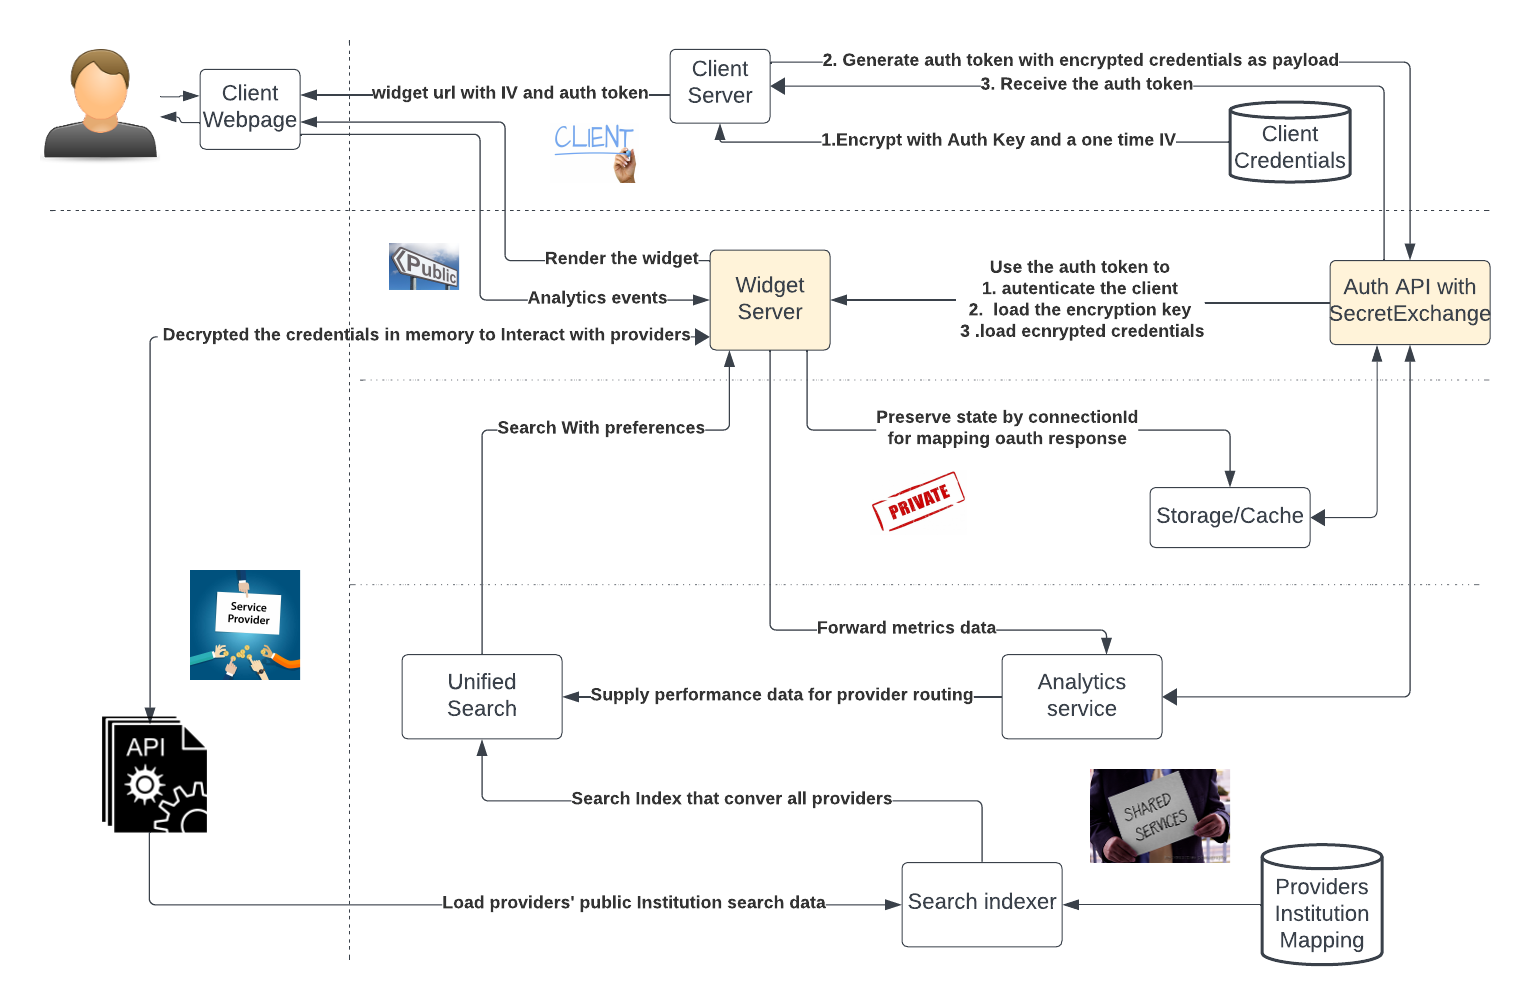 Client
Webpage
widget url with IV and auth token
Client
Server
2. Generate auth token with encrypted credentials as payload
3. Receive the auth token
1.Encrypt with Auth Key and a one time IV
Client
Credentials
CLIENT
Public
Render the widget
Analytics events
Decrypted the credentials in memory to Interact with providers
Widget
Server
Use the auth token to
1. autenticate the client
2. load the encryption key
3 .load ecnrypted credentials
Auth API with
SecretExchange
Search With preferences
Preserve state by connectionId
for mapping oauth response
PRIVATE
Storage/Cache
Service
Provider
Forward metrics data
Unified
Search
Supply performance data for provider routing
Analytics
service
API
Search Index that conver all providers
SHARED
SERVICES
Load providers' public Institution search data
Search indexer
Providers
Institution
Mapping